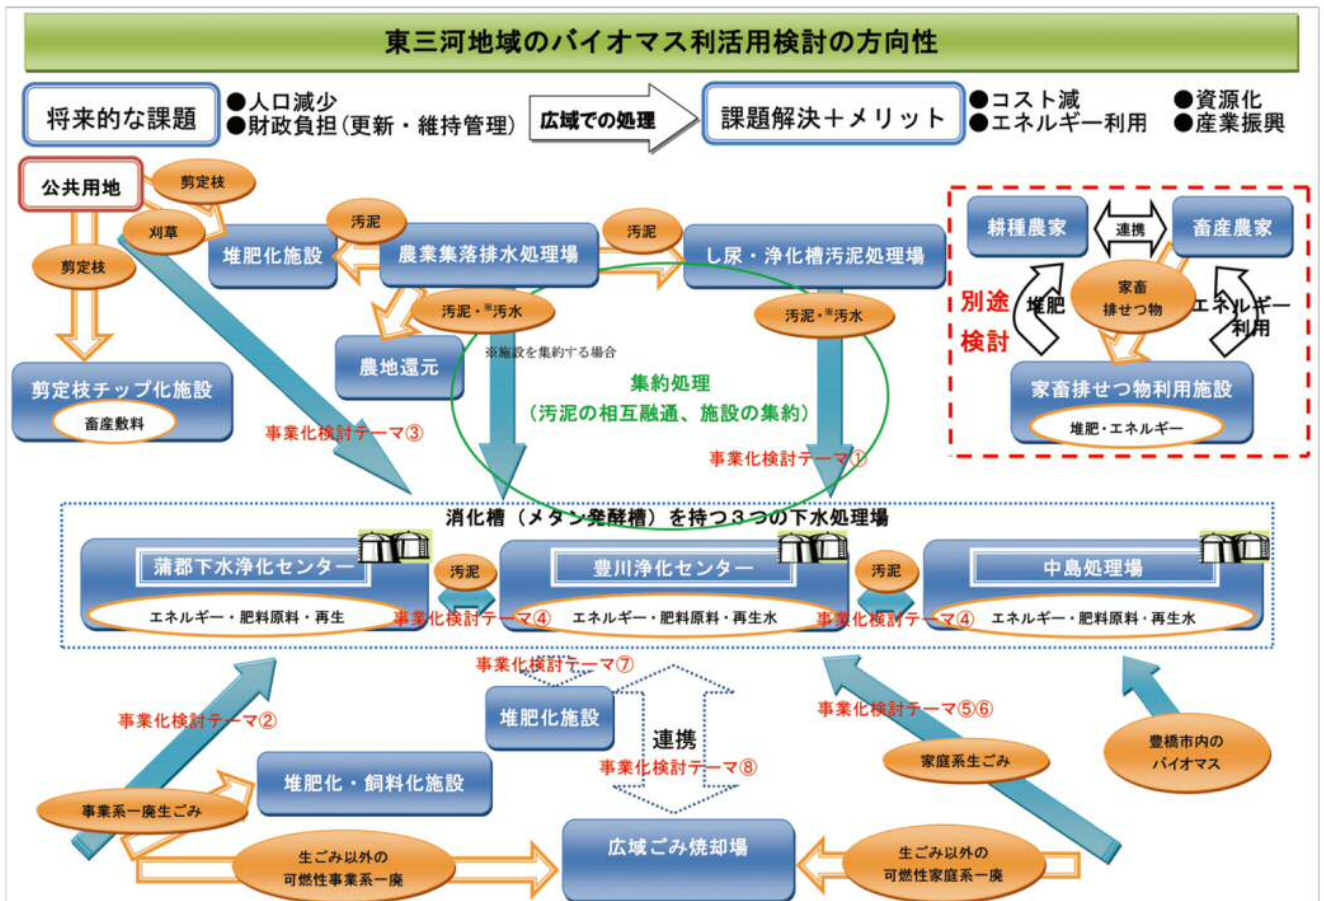 東三河地域のバイオマス利活用検討の方向性
将来的な課題
●人口減少
●財政負担(更新・維持管理)
広域での処理
課題解決＋メリット
●コスト減
●エネルギー利用
●資源化
●産業振興
公共用地
剪定枝
刈草
剪定枝
堆肥化施設
汚泥
農業集落排水処理場
汚泥
し尿・浄化槽汚泥処理場
汚泥・※汚水
汚泥・※汚水
※施設を集約する場合
農地還元
剪定枝チップ化施設
畜産敷料
集約処理
（汚泥の相互融通、施設の集約）
事業化検討テーマ③
事業化検討テーマ①
耕種農家
連携
畜産農家
別途
検討
堆肥
家畜
排せつ物
エネルギー
利用
家畜排せつ物利用施設
堆肥・エネルギー
消化槽（メタン発酵槽）を持つ３つの下水処理場
蒲郡下水浄化センター
エネルギー・肥料原料・再生
汚泥
事業化検討テーマ④
豊川浄化センター
エネルギー・肥料原料・再生水
汚泥
事業化検討テーマ④
中島処理場
エネルギー・肥料原料・再生水
事業化検討テーマ⑦
堆肥化施設
連携
事業化検討テーマ⑧
事業化検討テーマ②
事業系一廃生ごみ
堆肥化・飼料化施設
事業化検討テーマ⑤⑥
家庭系生ごみ
豊橋市内の
バイオマス
生ごみ以外の
可燃性事業系一廃
広域ごみ焼却場
生ごみ以外の
可燃性家庭系一廃